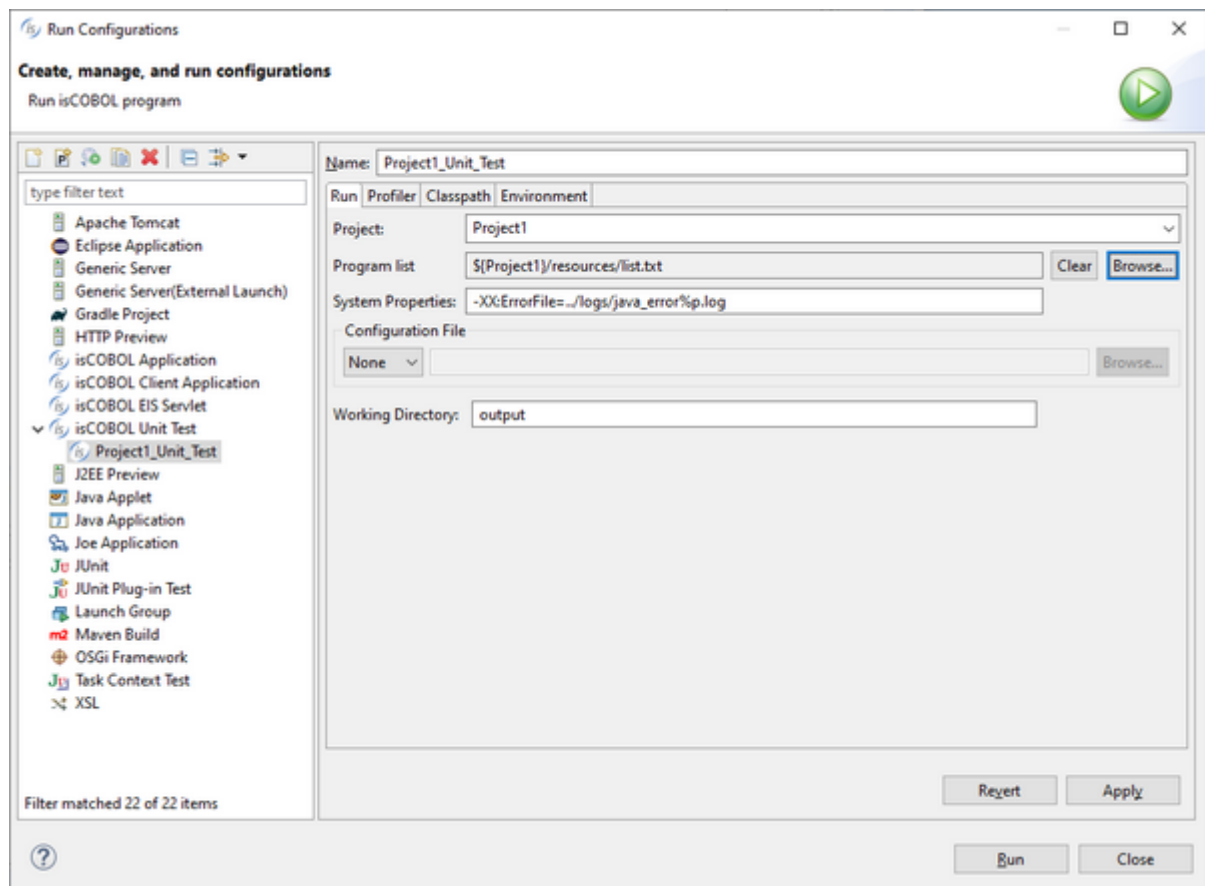 Run Configurations
Create, manage, and run configurations
Run isCOBOL program
type filter text
Apache Tomcat
Eclipse Application
Generic Server
Generic Server(External Launch)
Gradle Project
HTTP Preview
isCOBOL Application
isCOBOL Client Application
isCOBOL EIS Servlet
isCOBOL Unit Test
Project1_Unit_Test
J2EE Preview
Java Applet
Java Application
Joe Application
JUnit
JUnit Plug-in Test
Launch Group
Maven Build
OSGi Framework
Task Context Test
XSL
Filter matched 22 of 22 items
Name: Project1_Unit_Test
Run Profiler Classpath Environment
Project: Project1
Program list ${Project1}/resources/list.txt Clear Browse...
System Properties: -XX:ErrorFile=../logs/java_error%p.log
Configuration File
None Browse...
Working Directory: output
Revert Apply
Run Close